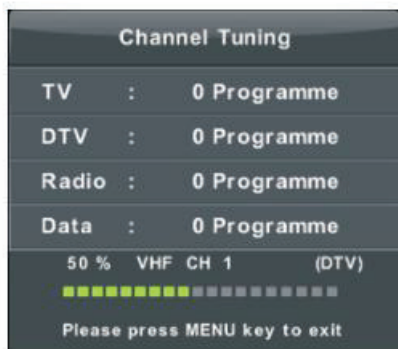 Channel Tuning
TV : 0 Programme
DTV : 0 Programme
Radio : 0 Programme
Data : 0 Programme
50 % VHF CH 1 (DTV)
Please press MENU key to exit